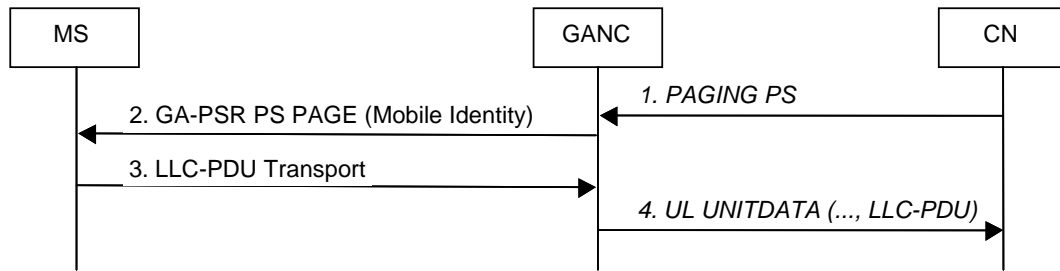 MS
GANC
CN
1. PAGING PS
2. GA-PSR PS PAGE (Mobile Identity)
3. LLC-PDU Transport
4. UL UNITDATA (..., LLC-PDU)